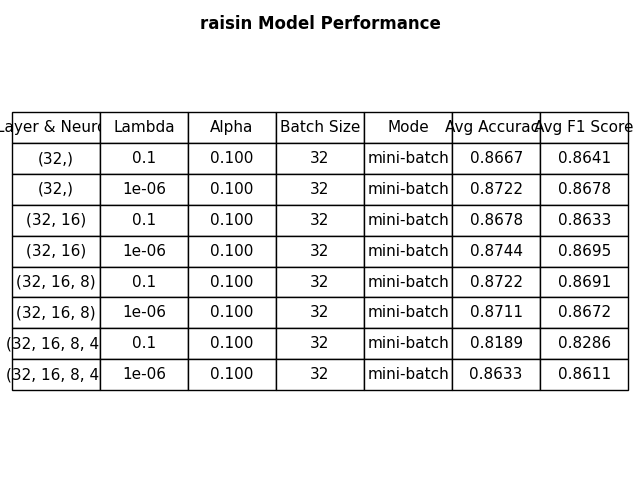 raisin Model Performance
Layer & Neuro Lambda Alpha Batch Size Mode Avg Accurac Avg F1 Score
(32,) 0.1 0.100 32 mini-batch 0.8667 0.8641
(32,) 1e-06 0.100 32 mini-batch 0.8722 0.8678
(32, 16) 0.1 0.100 32 mini-batch 0.8678 0.8633
(32, 16) 1e-06 0.100 32 mini-batch 0.8744 0.8695
(32, 16, 8) 0.1 0.100 32 mini-batch 0.8722 0.8691
(32, 16, 8) 1e-06 0.100 32 mini-batch 0.8711 0.8672
(32, 16, 8, 4 0.1 0.100 32 mini-batch 0.8189 0.8286
(32, 16, 8, 4 1e-06 0.100 32 mini-batch 0.8633 0.8611